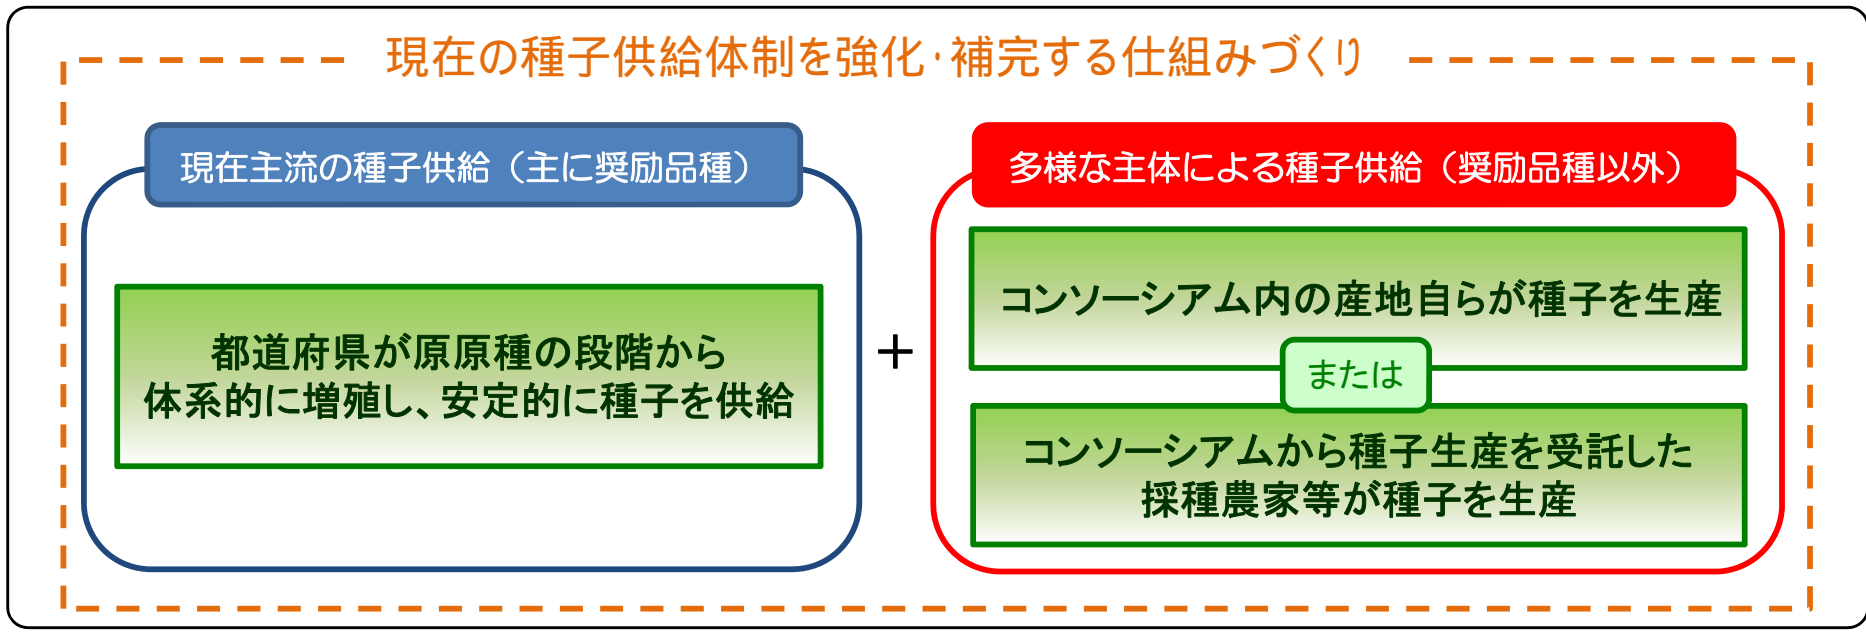 現在の種子供給体制を強化・補完する仕組みづくり
現在主流の種子供給（主に奨励品種）
都道府県が原原種の段階から
体系的に増殖し、安定的に種子を供給
＋
多様な主体による種子供給（奨励品種以外）
コンソーシアム内の産地自らが種子を生産
または
コンソーシアムから種子生産を受託した
採種農家等が種子を生産